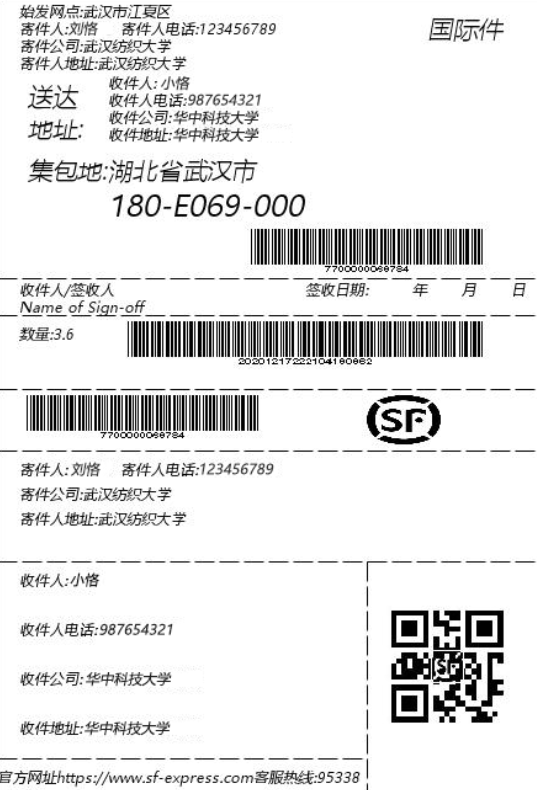 始发网点:武汉市江夏区
寄件人:刘恪 寄件人电话:123456789
国际件
寄件公司:武汉纺织大学
寄件人地址:武汉纺织大学
送达
地址:
收件人: 小恪
收件人电话:987654321
收件公司:华中科技大学
收件地址:华中科技大学
集包地:湖北省武汉市
180-E069-000
7700000068784
收件人/签收人
Name of Sign-off
签收日期: 年 月 日
数量:3.6
20201217222104180862
7700000068784
SF
寄件人:刘恪 寄件人电话:123456789
寄件公司:武汉纺织大学
寄件人地址:武汉纺织大学
收件人:小恪
收件人电话:987654321
收件公司:华中科技大学
收件地址:华中科技大学
SF
官方网址https://www.sf-express.com客服热线:95338